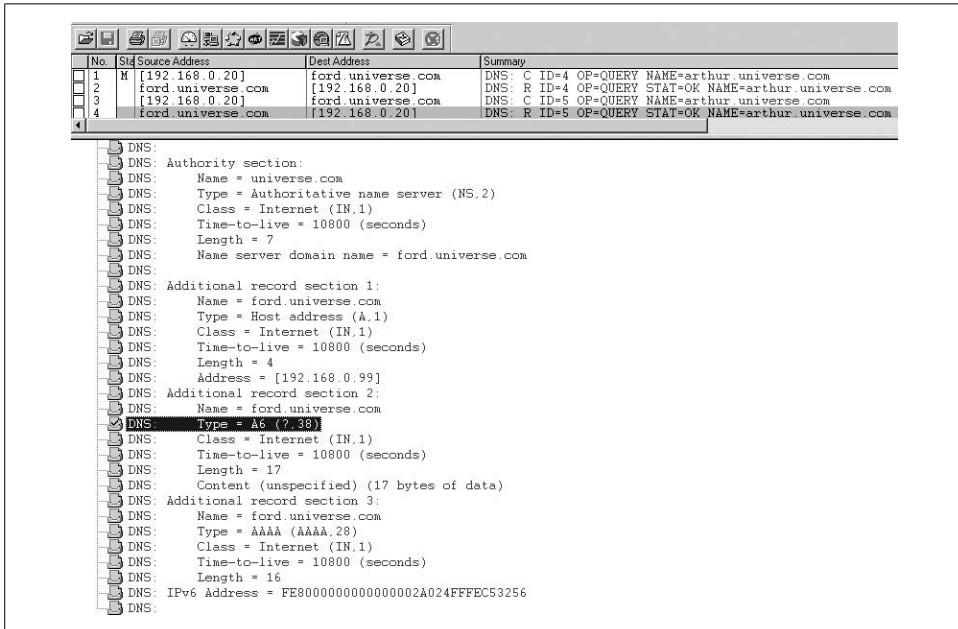 No. Sta Source Address Dest Address Summary
1 M [192.168.0.20] ford.universe.com DNS: C ID=4 OP=QUERY NAME=arthur.universe.com
2 ford.universe.com [192.168.0.20] DNS: R ID=4 OP=QUERY STAT=OK NAME=arthur.universe.com
3 [192.168.0.20] ford.universe.com DNS: C ID=5 OP=QUERY NAME=arthur.universe.com
4 ford.universe.com [192.168.0.20] DNS: R ID=5 OP=QUERY STAT=OK NAME=arthur.universe.com
DNS:
DNS: Authority section:
DNS: Name = universe.com
DNS: Type = Authoritative name server (NS,2)
DNS: Class = Internet (IN,1)
DNS: Time-to-live = 10800 (seconds)
DNS: Length = 7
DNS: Name server domain name = ford.universe.com
DNS:
DNS: Additional record section 1:
DNS: Name = ford.universe.com
DNS: Type = Host address (A,1)
DNS: Class = Internet (IN,1)
DNS: Time-to-live = 10800 (seconds)
DNS: Length = 4
DNS: Address = [192.168.0.99]
DNS: Additional record section 2:
DNS: Name = ford.universe.com
DNS: Type = A6 (?,38)
DNS: Class = Internet (IN,1)
DNS: Time-to-live = 10800 (seconds)
DNS: Length = 17
DNS: Content (unspecified) (17 bytes of data)
DNS: Additional record section 3:
DNS: Name = ford.universe.com
DNS: Type = AAAA (AAAA,28)
DNS: Class = Internet (IN,1)
DNS: Time-to-live = 10800 (seconds)
DNS: Length = 16
DNS: IPv6 Address = FE8000000000000002A024FFFEC53256
DNS: